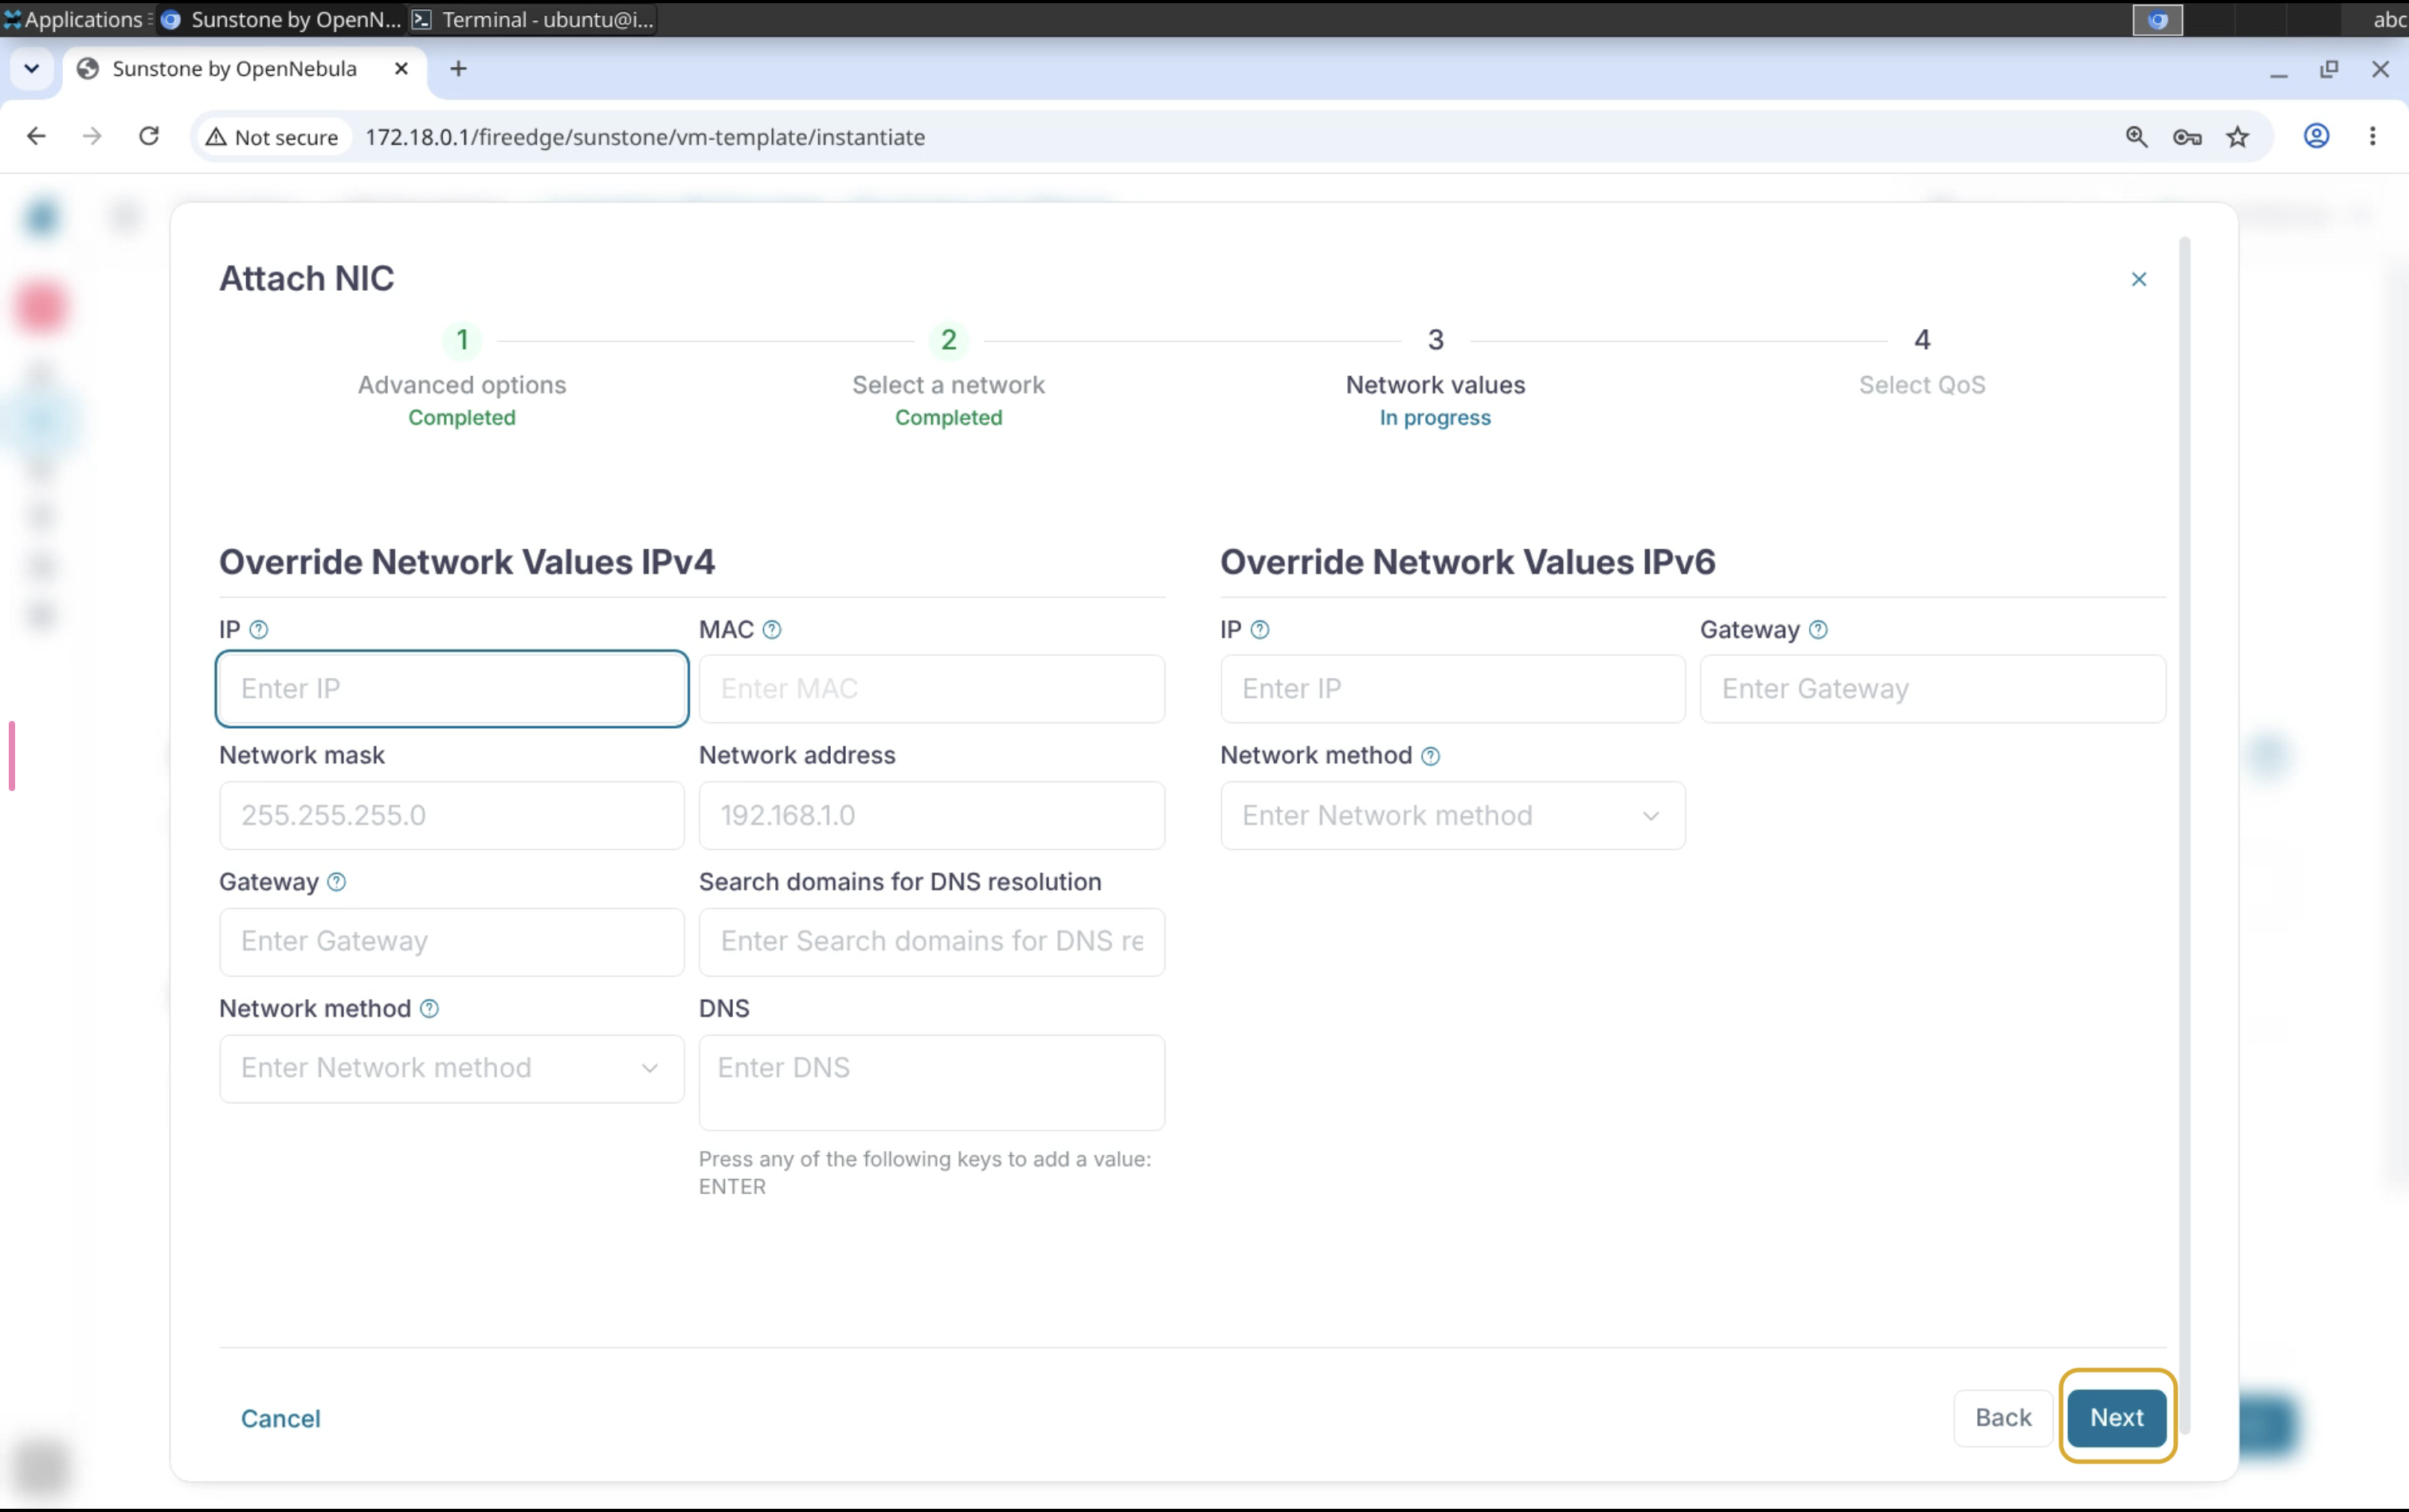 Applications
Sunstone by OpenN...
Terminal - ubuntu@i...
abc
Sunstone by OpenNebula
Not secure
172.18.0.1/fireedge/sunstone/vm-template/instantiate
Attach NIC
1
2
3
4
Advanced options
Select a network
Network values
Select QoS
Completed
Completed
In progress
Override Network Values IPv4
Override Network Values IPv6
IP
MAC
IP
Gateway
Enter IP
Enter MAC
Enter IP
Enter Gateway
Network mask
Network address
Network method
255.255.255.0
192.168.1.0
Enter Network method
Gateway
Search domains for DNS resolution
Enter Gateway
Enter Search domains for DNS re
Network method
DNS
Enter Network method
Enter DNS
Press any of the following keys to add a value:
ENTER
Cancel
Back
Next